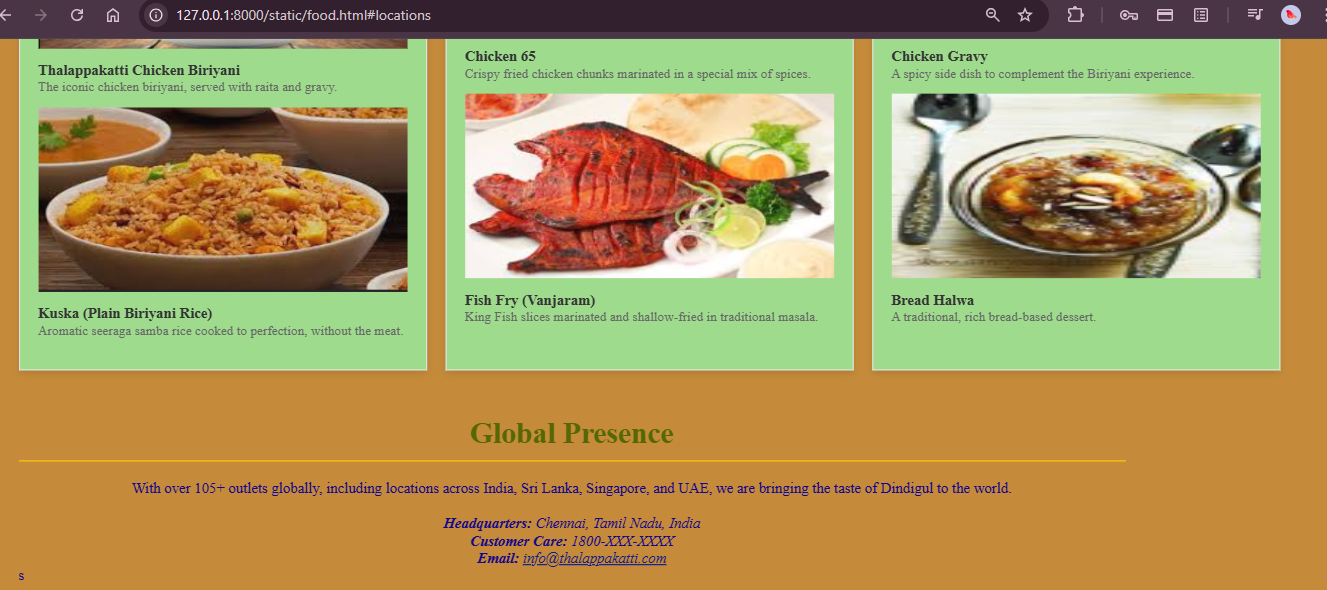 127.0.0.1:8000/static/food.html#locations
Thalappakatti Chicken Biriyani
The iconic chicken biriyani, served with raita and gravy.
Kuska (Plain Biriyani Rice)
Aromatic seeraga samba rice cooked to perfection, without the meat.
Chicken 65
Crispy fried chicken chunks marinated in a special mix of spices.
Fish Fry (Vanjaram)
King Fish slices marinated and shallow-fried in traditional masala.
Chicken Gravy
A spicy side dish to complement the Biriyani experience.
Bread Halwa
A traditional, rich bread-based dessert.
Global Presence
With over 105+ outlets globally, including locations across India, Sri Lanka, Singapore, and UAE, we are bringing the taste of Dindigul to the world.
Headquarters: Chennai, Tamil Nadu, India
Customer Care: 1800-XXX-XXXX
Email: info@thalappakatti.com
s